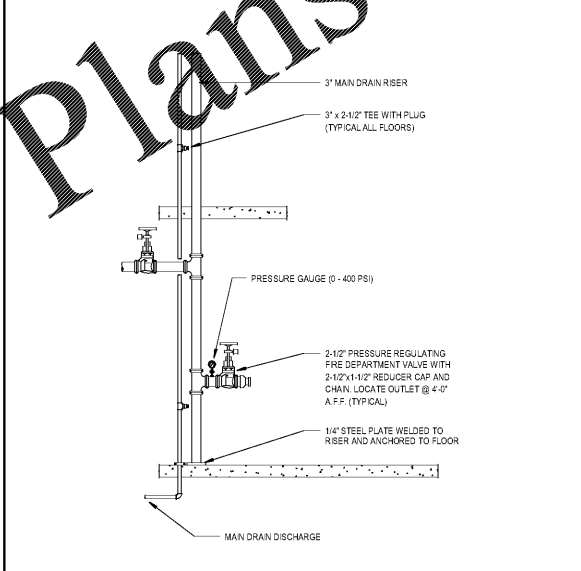 Plans
3" MAIN DRAIN RISER
3" x 2-1/2" TEE WITH PLUG
(TYPICAL ALL FLOORS)
PRESSURE GAUGE (0 - 400 PSI)
2-1/2" PRESSURE REGULATING
FIRE DEPARTMENT VALVE WITH
2-1/2"x1-1/2" REDUCER CAP AND
CHAIN. LOCATE OUTLET @ 4'-0"
A.F.F. (TYPICAL)
1/4" STEEL PLATE WELDED TO
RISER AND ANCHORED TO FLOOR
MAIN DRAIN DISCHARGE